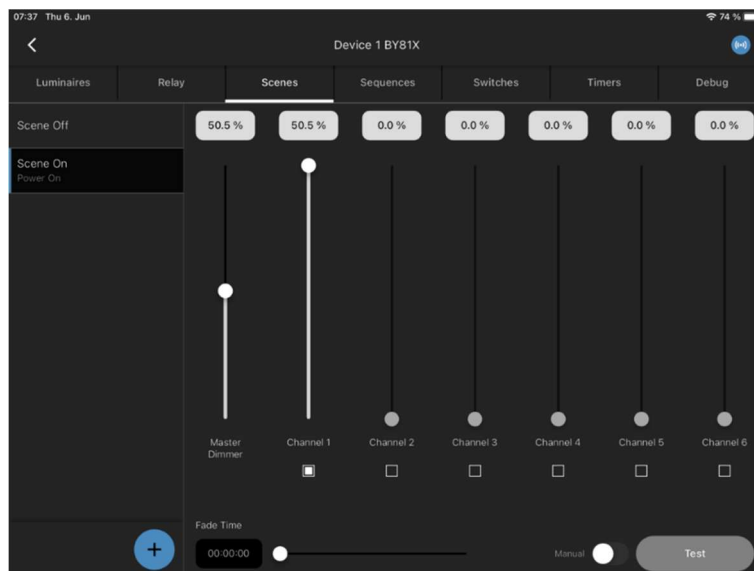 07:37 Thu 6. Jun
74 %
Device 1 BY81X
Luminaires Relay Scenes Sequences Switches Timers Debug
Scene Off
50.5 % 50.5 % 0.0 % 0.0 % 0.0 % 0.0 % 0.0 %
Scene On
Power On
Master
Dimmer
Channel 1 Channel 2 Channel 3 Channel 4 Channel 5 Channel 6
Fade Time
00:00:00
Manual
Test